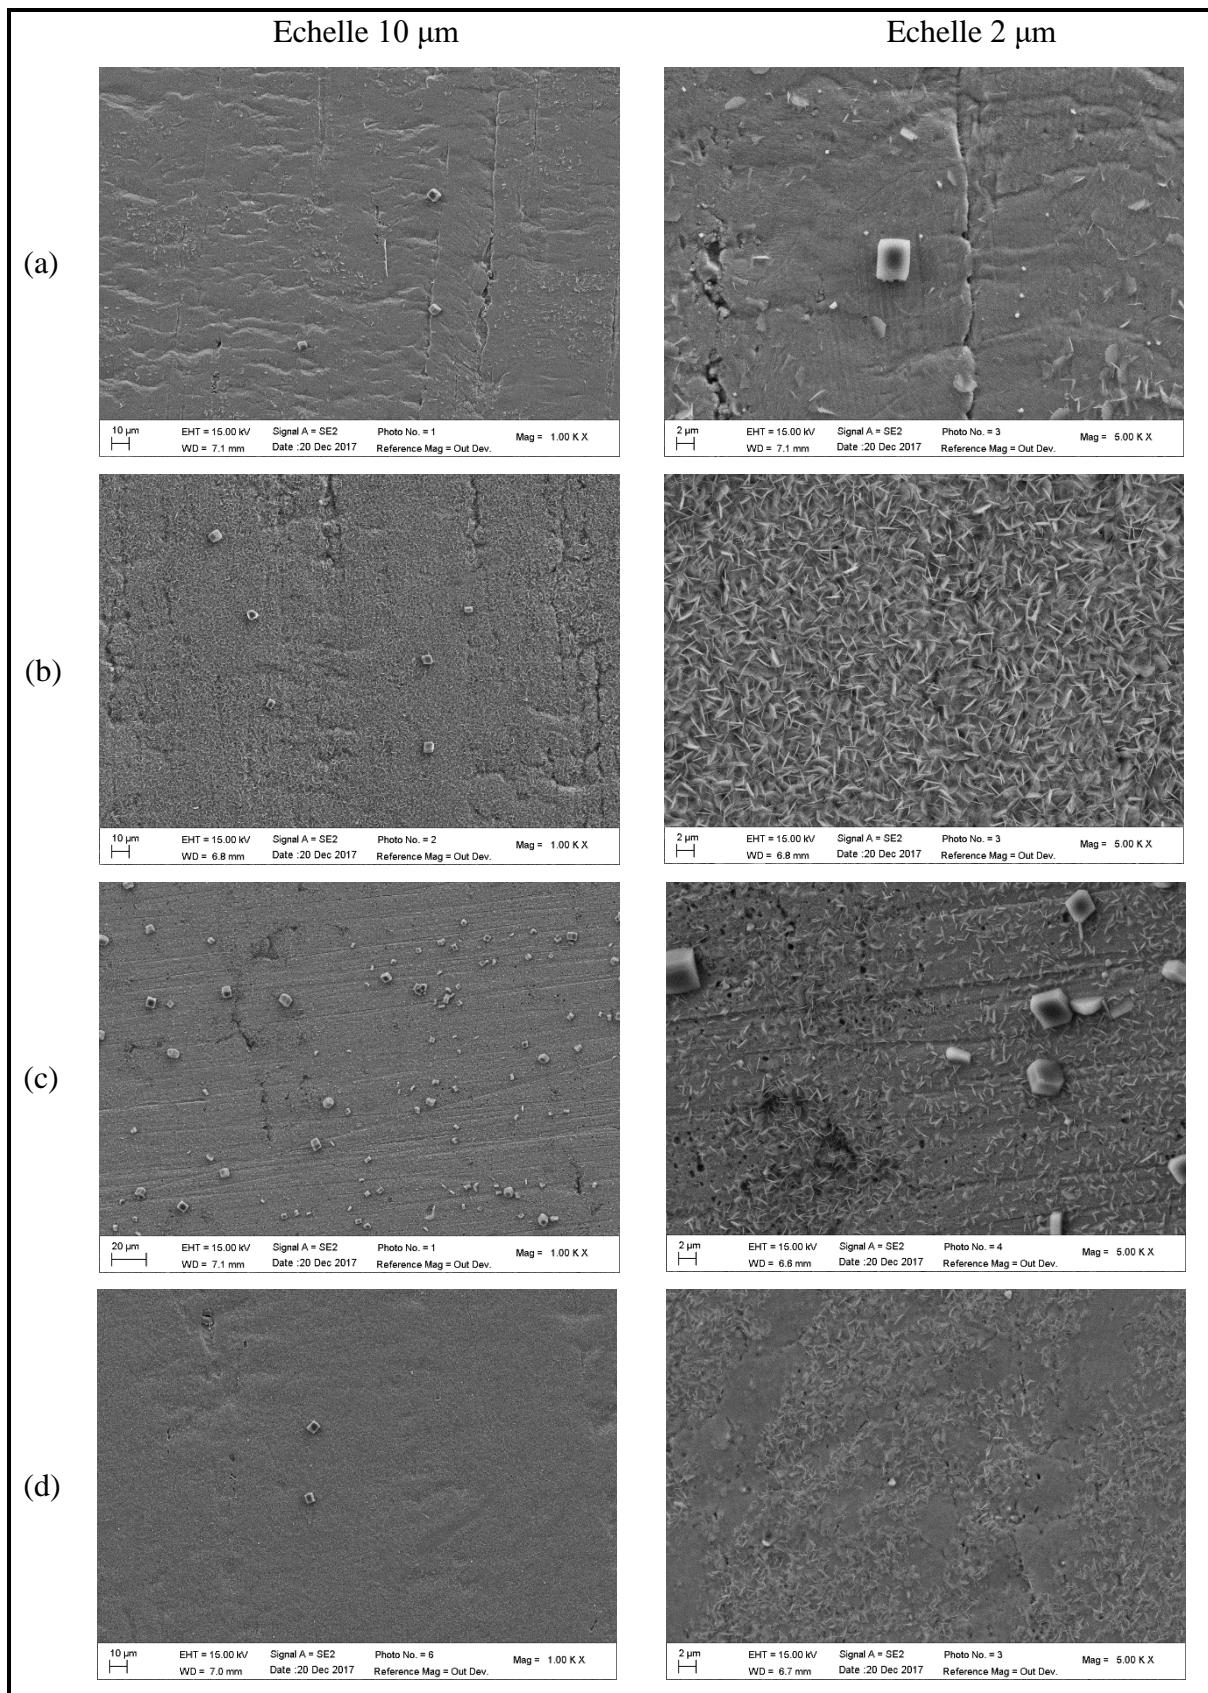 Echelle 10 μm Echelle 2 μm
(a)
10 µm EHT = 15.00 kV Signal A = SE2 Photo No. = 1 Mag = 1.00 K X
WD = 7.1 mm Date :20 Dec 2017 Reference Mag = Out Dev.
2 µm EHT = 15.00 kV Signal A = SE2 Photo No. = 3 Mag = 5.00 K X
WD = 7.1 mm Date :20 Dec 2017 Reference Mag = Out Dev.
(b)
10 µm EHT = 15.00 kV Signal A = SE2 Photo No. = 2 Mag = 1.00 K X
WD = 6.8 mm Date :20 Dec 2017 Reference Mag = Out Dev.
2 µm EHT = 15.00 kV Signal A = SE2 Photo No. = 3 Mag = 5.00 K X
WD = 6.8 mm Date :20 Dec 2017 Reference Mag = Out Dev.
(c)
20 µm EHT = 15.00 kV Signal A = SE2 Photo No. = 1 Mag = 1.00 K X
WD = 7.1 mm Date :20 Dec 2017 Reference Mag = Out Dev.
2 µm EHT = 15.00 kV Signal A = SE2 Photo No. = 4 Mag = 5.00 K X
WD = 6.6 mm Date :20 Dec 2017 Reference Mag = Out Dev.
(d)
10 µm EHT = 15.00 kV Signal A = SE2 Photo No. = 6 Mag = 1.00 K X
WD = 7.0 mm Date :20 Dec 2017 Reference Mag = Out Dev.
2 µm EHT = 15.00 kV Signal A = SE2 Photo No. = 3 Mag = 5.00 K X
WD = 6.7 mm Date :20 Dec 2017 Reference Mag = Out Dev.